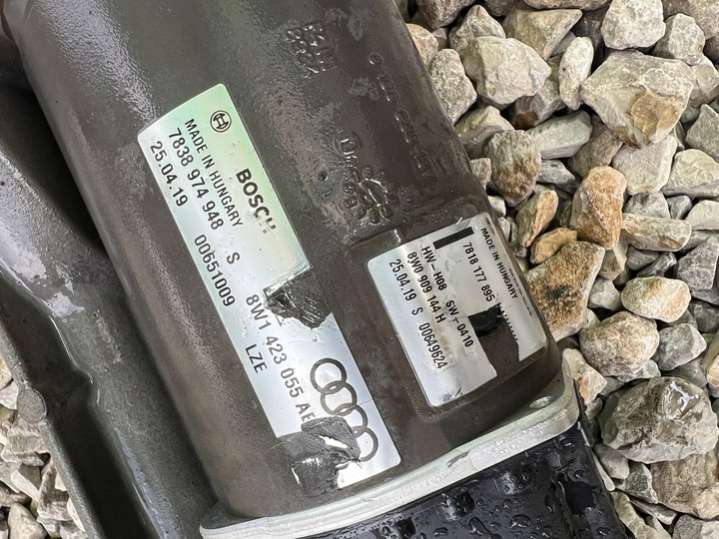 BOSCH
MADE IN HUNGARY
7838 974 948 S 8W1 423 055 AE
25.04.19 00651009 LZE
MADE IN HUNGARY
7818 177 895
HW-H08 SW-0410
8W0 909 144 H
25.04.19 S 00649624